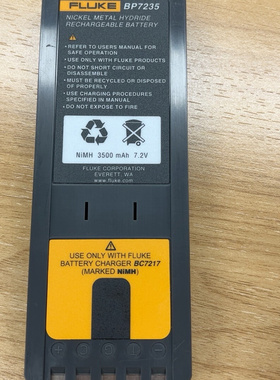 FLUKE BP7235
NICKEL METAL HYDRIDE
RECHARGEABLE BATTERY
• REFER TO USERS MANUAL FOR
SAFE OPERATION
• USE ONLY WITH FLUKE PRODUCTS
• DO NOT SHORT CIRCUIT OR
DISASSEMBLE
• MUST BE RECYCLED OR DISPOSED
OF PROPERLY
• USE CHARGING PROCEDURES
SPECIFIED IN MANUAL
• DO NOT EXPOSE TO FIRE
NiMH 3500 mAh 7.2V
FLUKE CORPORATION
EVERETT, WA
www.fluke.com
USE ONLY WITH FLUKE
BATTERY CHARGER BC7217
(MARKED NiMH)